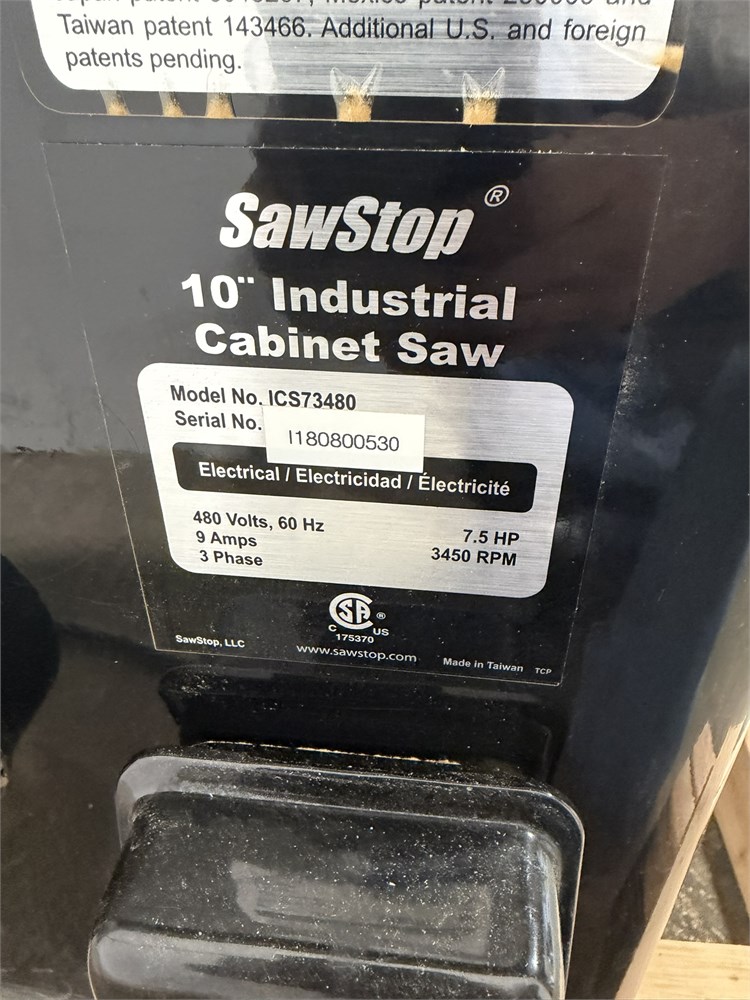 Taiwan patent 143466. Additional U.S. and foreign
patents pending.
SawStop®
10" Industrial
Cabinet Saw
Model No. ICS73480
Serial No. I180800530
Electrical / Electricidad / Électricité
480 Volts, 60 Hz
9 Amps
3 Phase
7.5 HP
3450 RPM
CSA®
C US
175370
SawStop, LLC
www.sawstop.com
Made in Taiwan
TCP